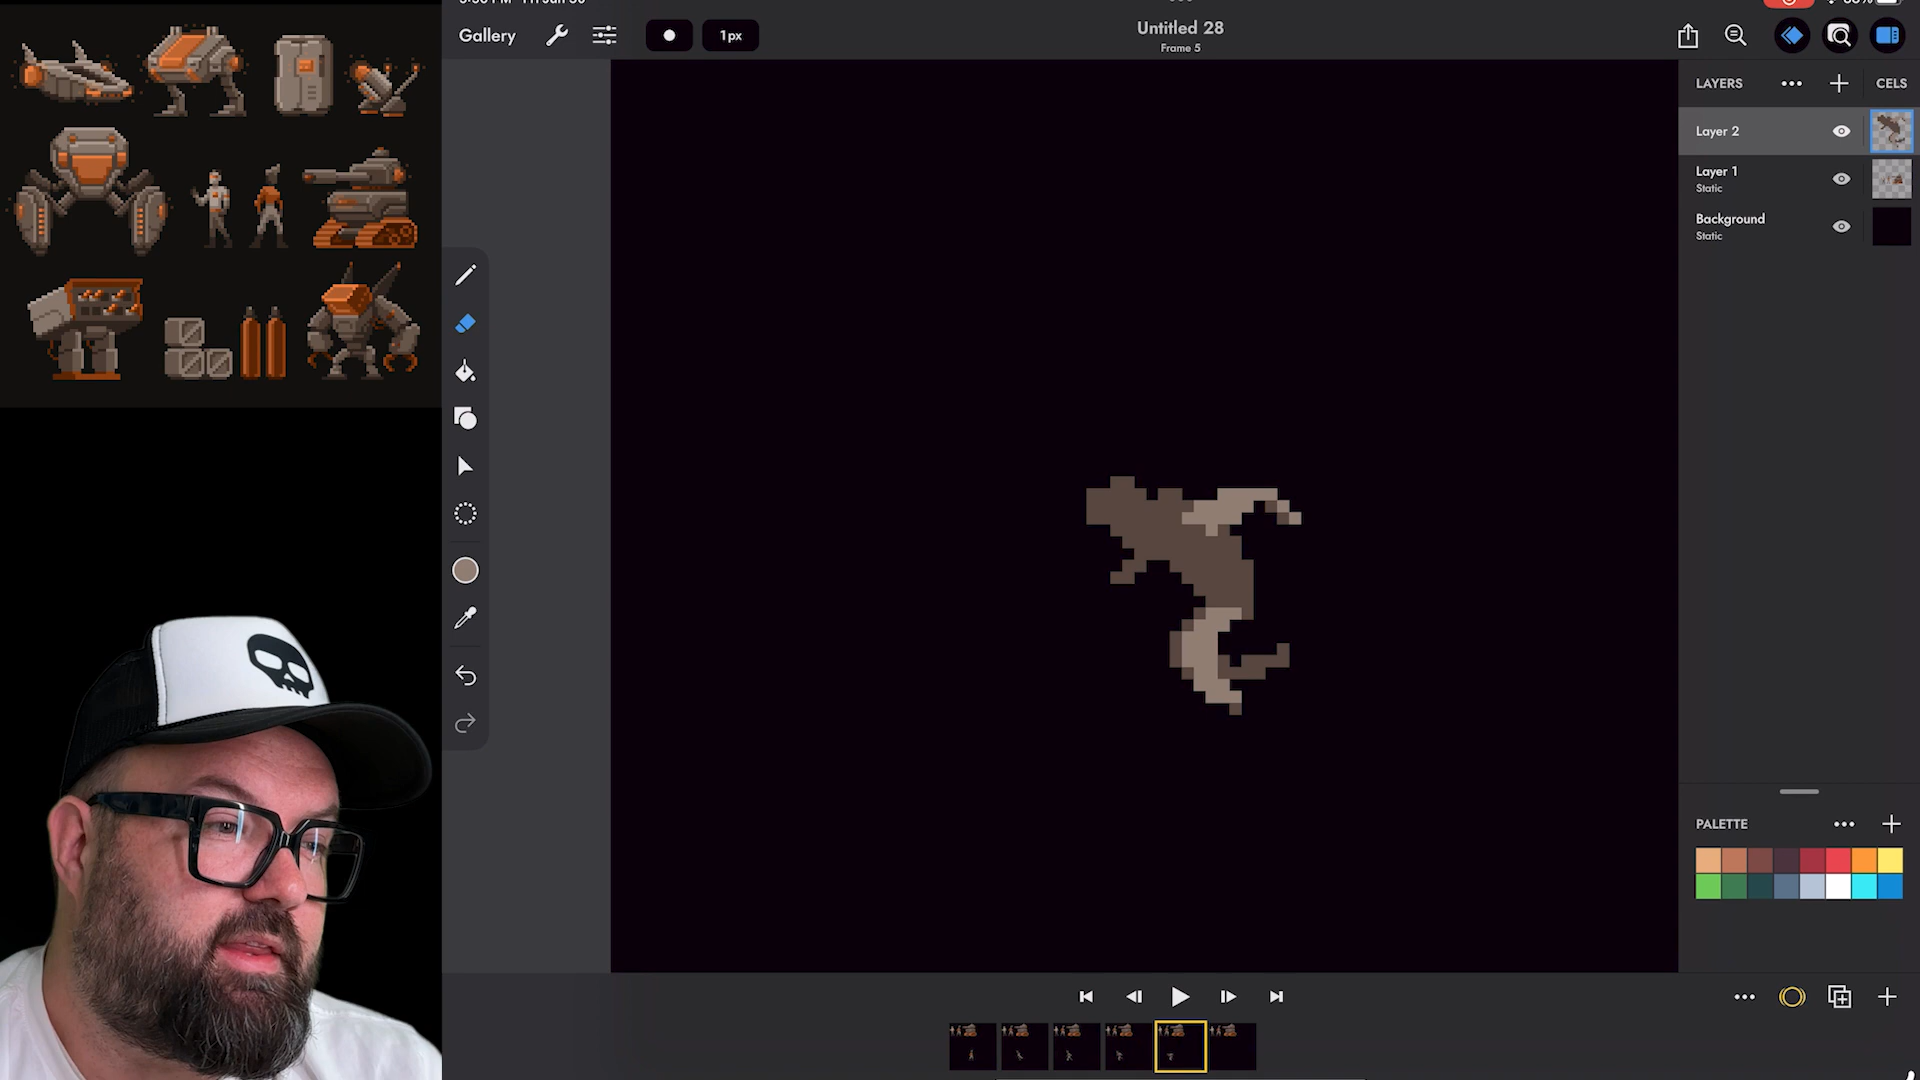 Gallery
1px
Untitled 28
Frame 5
LAYERS
CELS
Layer 2
Layer 1
Static
Background
Static
PALETTE